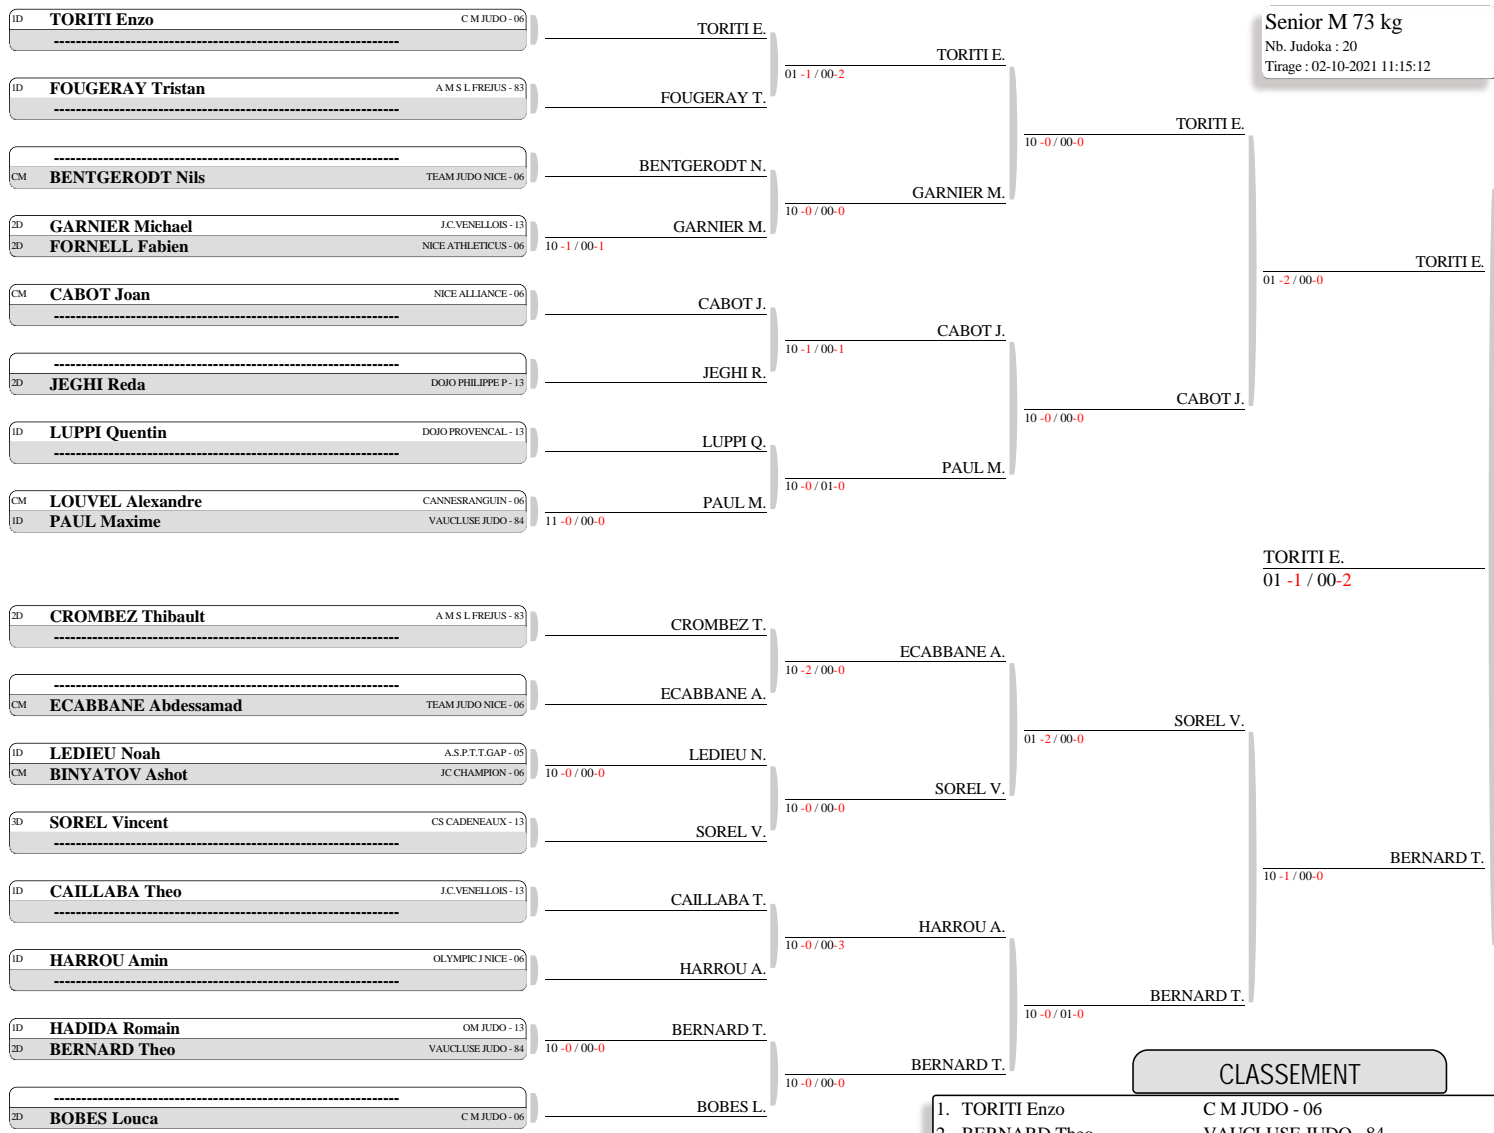 1D TORITI Enzo C M JUDO - 06
----------------------------------------------------------------
1D FOUGERAY Tristan A M S L FREJUS - 83
----------------------------------------------------------------
----------------------------------------------------------------
CM BENTGERODT Nils TEAM JUDO NICE - 06
2D GARNIER Michael J.C.VENELLOIS - 13
2D FORNELL Fabien NICE ATHLETICUS - 06
CM CABOT Joan NICE ALLIANCE - 06
----------------------------------------------------------------
----------------------------------------------------------------
2D JEGHI Reda DOJO PHILIPPE P - 13
1D LUPPI Quentin DOJO PROVENCAL - 13
----------------------------------------------------------------
CM LOUVEL Alexandre CANNESRANGUIN - 06
1D PAUL Maxime VAUCLUSE JUDO - 84
2D CROMBEZ Thibault A M S L FREJUS - 83
----------------------------------------------------------------
----------------------------------------------------------------
CM ECABBANE Abdessamad TEAM JUDO NICE - 06
1D LEDIEU Noah A.S.P.T.T.GAP - 05
CM BINYATOV Ashot JC CHAMPION - 06
3D SOREL Vincent CS CADENEAUX - 13
----------------------------------------------------------------
1D CAILLABA Theo J.C.VENELLOIS - 13
----------------------------------------------------------------
1D HARROU Amin OLYMPIC J NICE - 06
----------------------------------------------------------------
1D HADIDA Romain OM JUDO - 13
2D BERNARD Theo VAUCLUSE JUDO - 84
----------------------------------------------------------------
2D BOBES Louca C M JUDO - 06
TORITI E.
FOUGERAY T.
BENTGERODT N.
GARNIER M.
10 -1 / 00-1
CABOT J.
JEGHI R.
LUPPI Q.
PAUL M.
11 -0 / 00-0
CROMBEZ T.
ECABBANE A.
LEDIEU N.
10 -0 / 00-0
SOREL V.
CAILLABA T.
HARROU A.
BERNARD T.
10 -0 / 00-0
BOBES L.
TORITI E.
01 -1 / 00-2
GARNIER M.
10 -0 / 00-0
CABOT J.
10 -1 / 00-1
PAUL M.
10 -0 / 01-0
ECABBANE A.
10 -2 / 00-0
SOREL V.
10 -0 / 00-0
HARROU A.
10 -0 / 00-3
BERNARD T.
10 -0 / 00-0
TORITI E.
10 -0 / 00-0
CABOT J.
10 -0 / 00-0
SOREL V.
01 -2 / 00-0
BERNARD T.
10 -0 / 01-0
Senior M 73 kg
Nb. Judoka : 20
Tirage : 02-10-2021 11:15:12
TORITI E.
01 -2 / 00-0
TORITI E.
01 -1 / 00-2
BERNARD T.
10 -1 / 00-0
CLASSEMENT
1. TORITI Enzo C M JUDO - 06
2. BERNARD Theo VAUCLUSE JUDO - 84